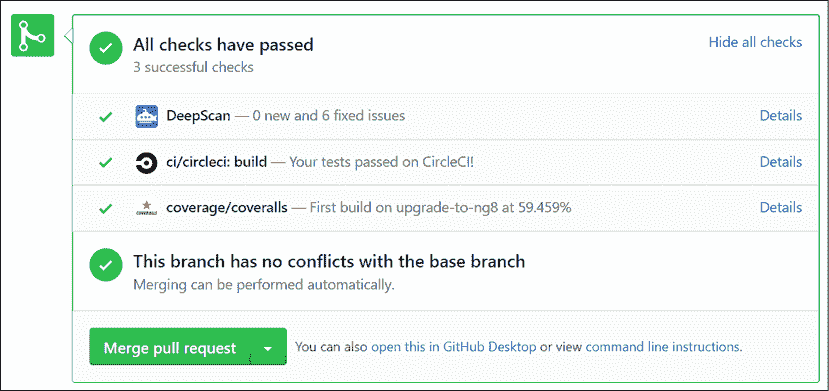 All checks have passed
Hide all checks
3 successful checks
DeepScan — 0 new and 6 fixed issues
Details
ci/circleci: build — Your tests passed on CircleCI!
Details
COVERALLS
coverage/coveralls — First build on upgrade-to-ng8 at 59.459%
Details
This branch has no conflicts with the base branch
Merging can be performed automatically.
Merge pull request
You can also open this in GitHub Desktop or view command line instructions.